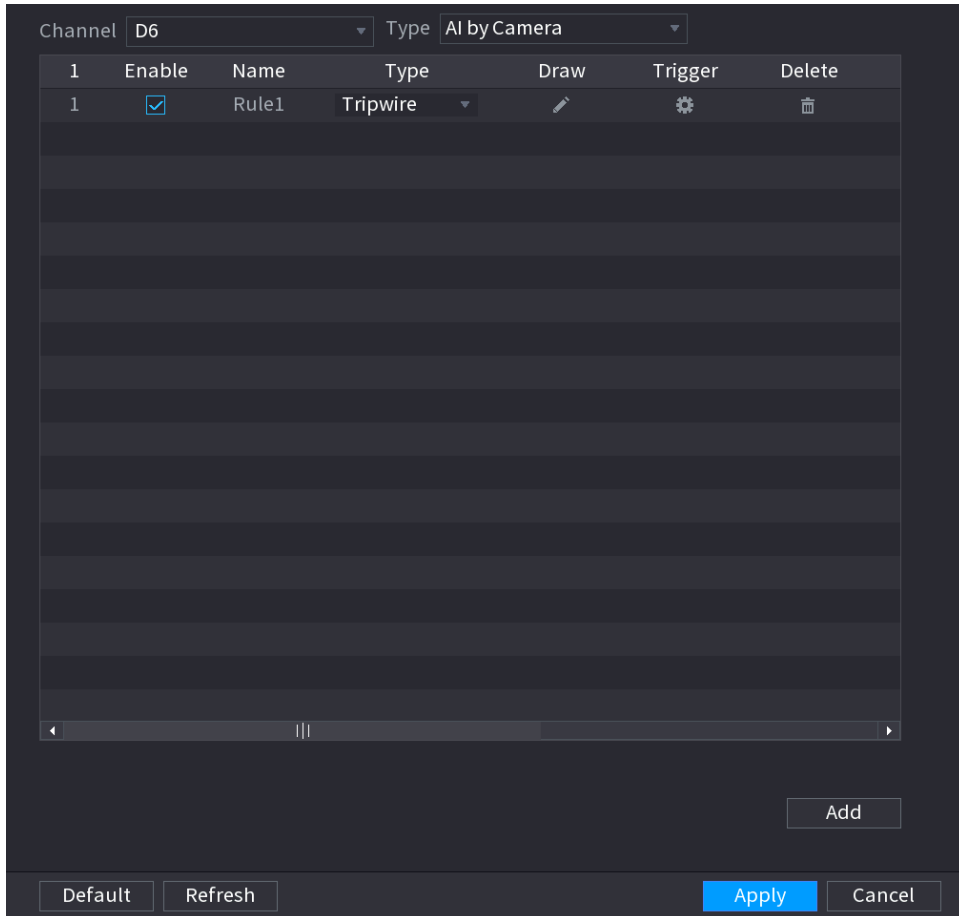 Channel D6 Type AI by Camera
1 Enable Name Type Draw Trigger Delete
1 Rule1 Tripwire
Add
Default Refresh Apply Cancel